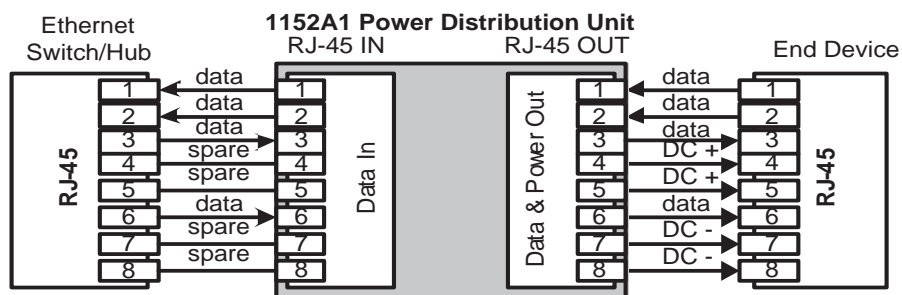 Ethernet
Switch/Hub
1152A1 Power Distribution Unit
RJ-45 IN
RJ-45 OUT
End Device
RJ-45
1
2
3
4
5
6
7
8
data
data
data
spare
spare
data
spare
spare
1
2
3
4
5
6
7
8
Data In
Data & Power Out
1
2
3
4
5
6
7
8
data
data
data
DC +
DC +
data
DC -
DC -
1
2
3
4
5
6
7
8
RJ-45